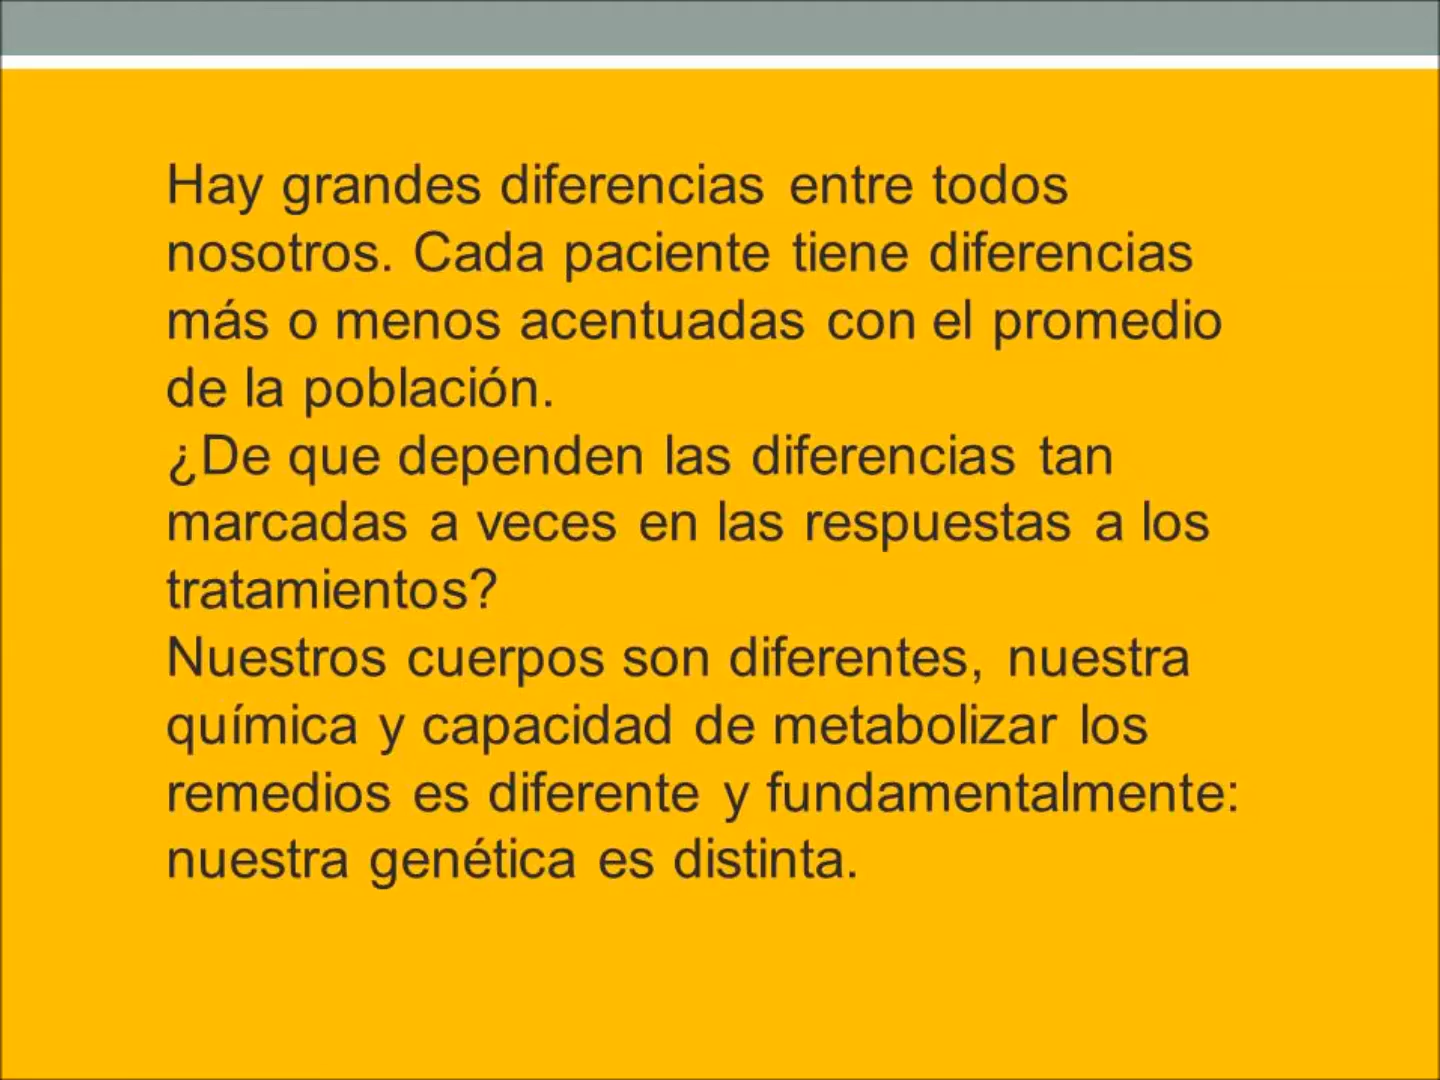 Hay grandes diferencias entre todos
nosotros. Cada paciente tiene diferencias
más o menos acentuadas con el promedio
de la población.
¿De que dependen las diferencias tan
marcadas a veces en las respuestas a los
tratamientos?
Nuestros cuerpos son diferentes, nuestra
química y capacidad de metabolizar los
remedios es diferente y fundamentalmente:
nuestra genética es distinta.